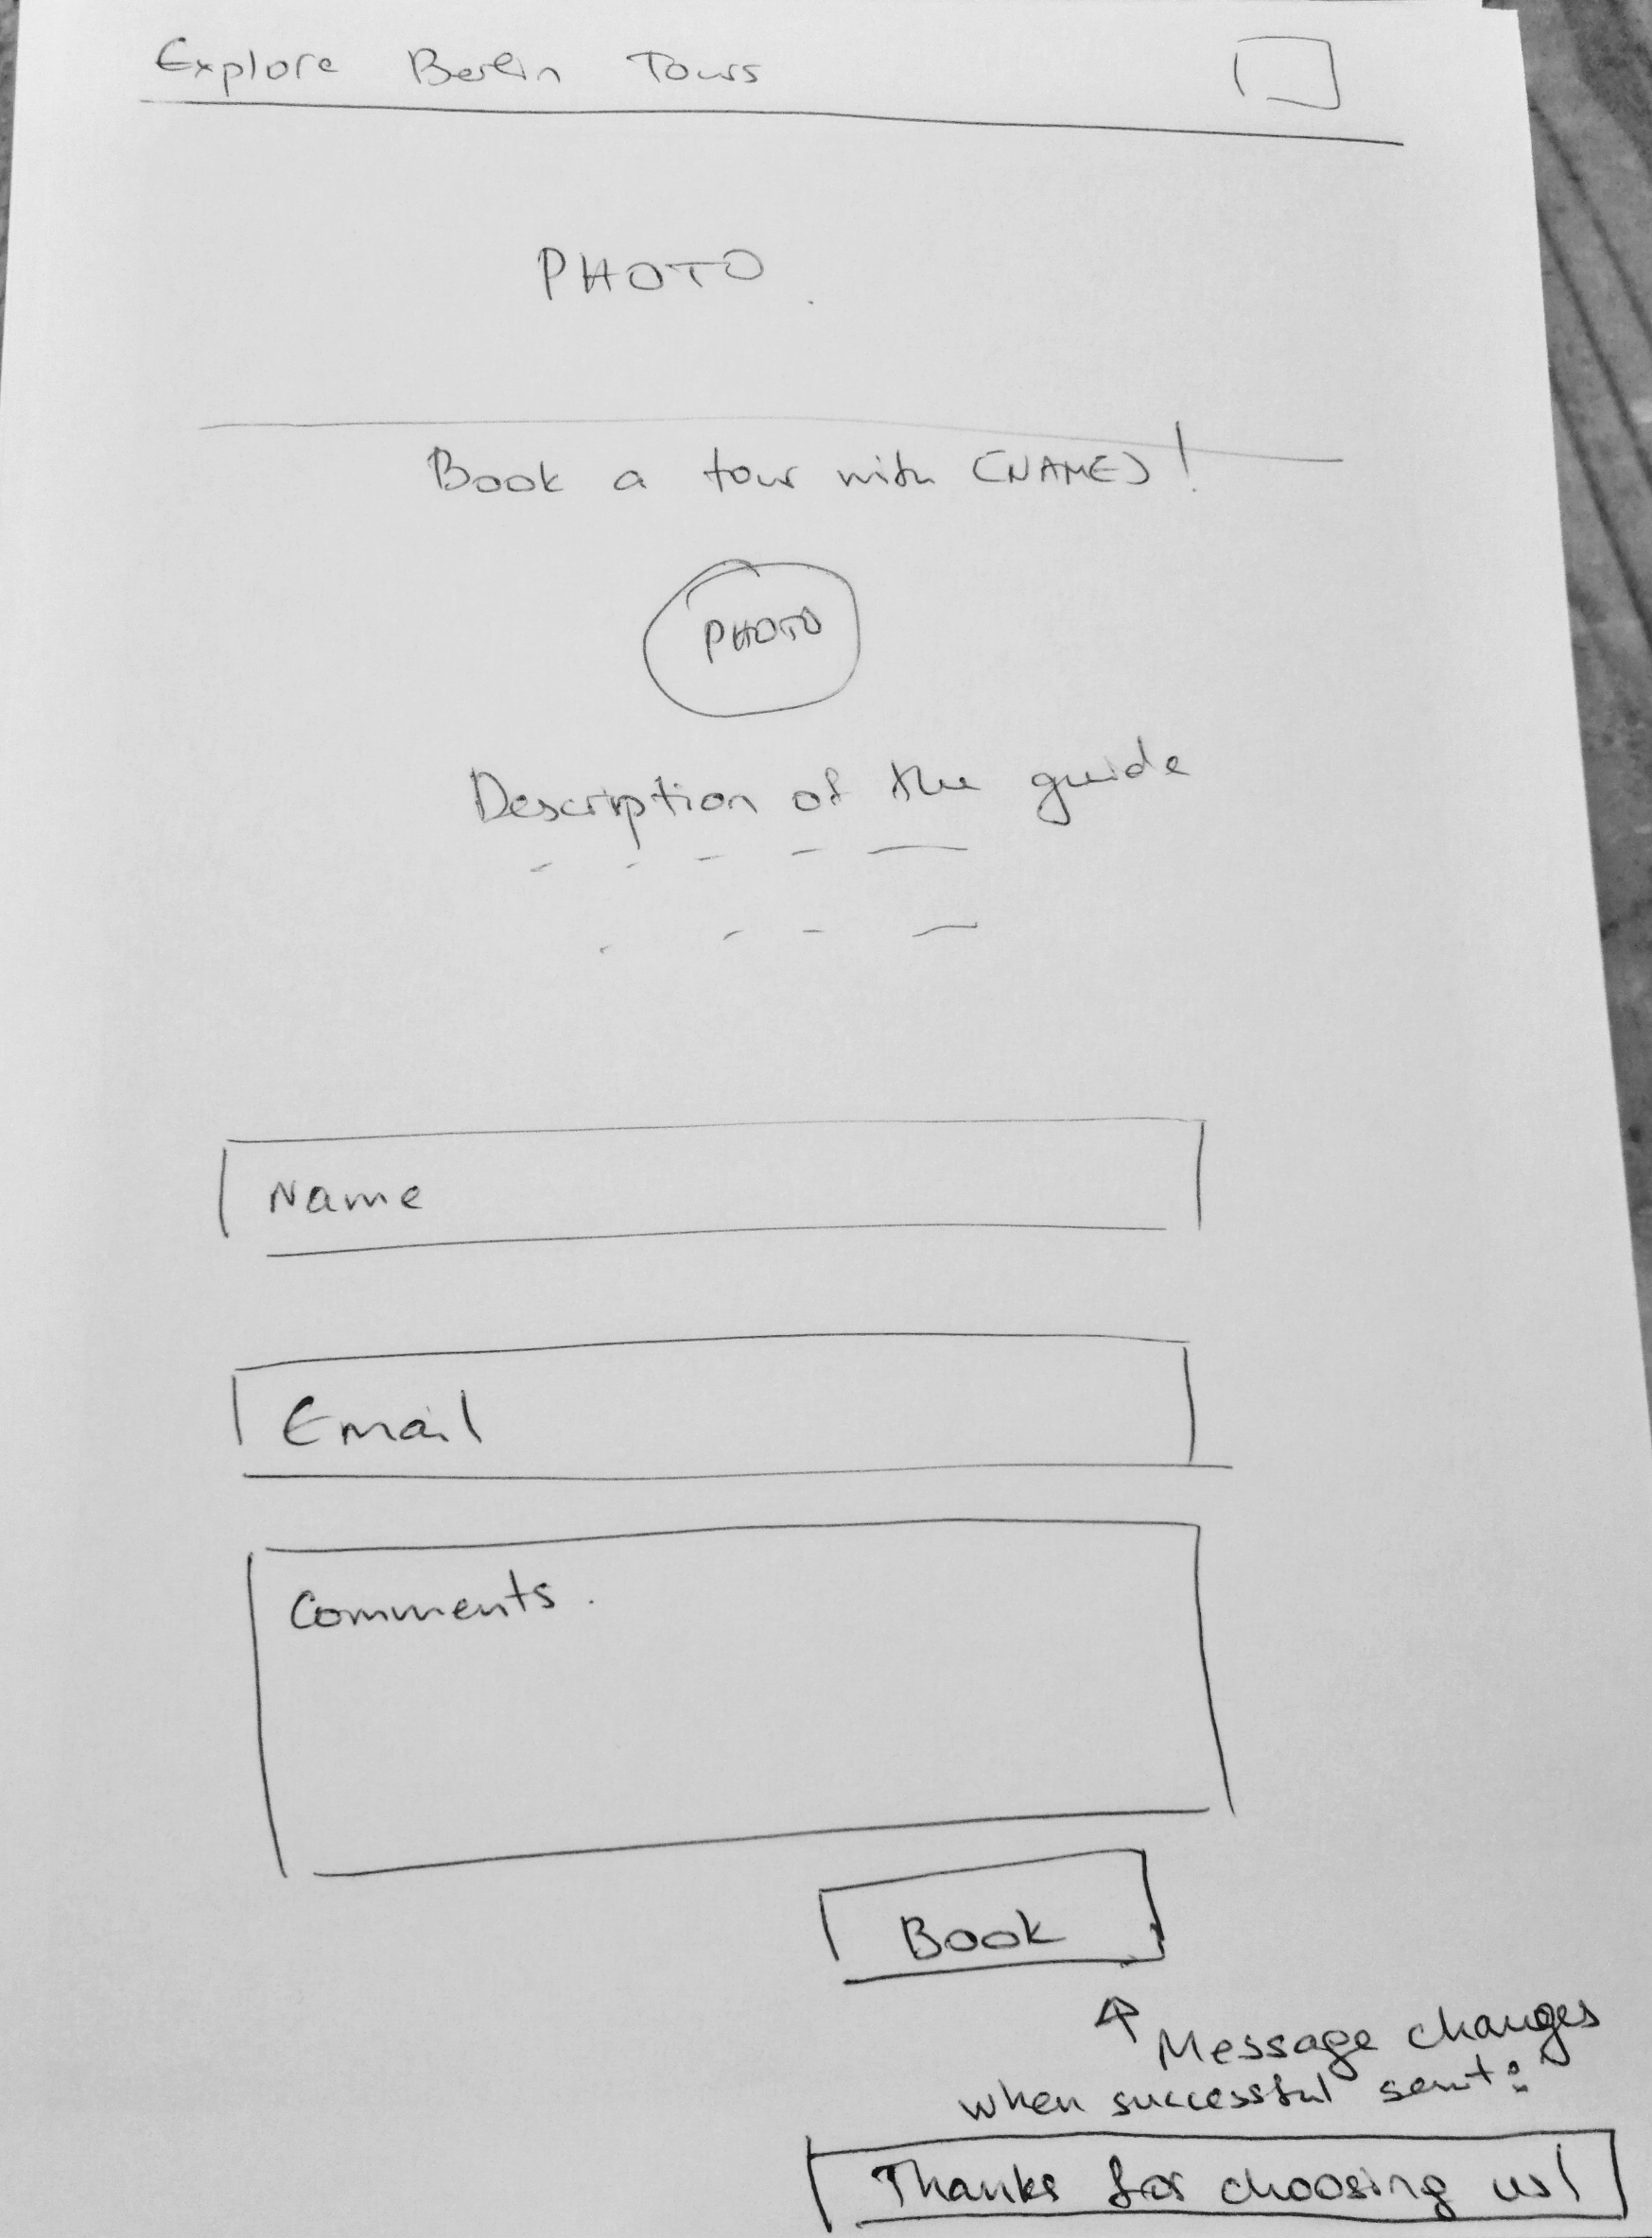 Explore Berlin Tours
PHOTO
Book a tour with (NAME)!
PHOTO
Description of the guide
Name
Email
Comments.
Book
Message changes
when successful sent:
Thanks for choosing us!